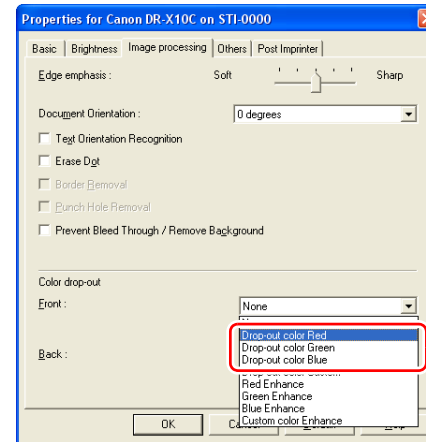 Properties for Canon DR-X10C on STI-0000
Basic Brightness Image processing Others Post Imprinter
Edge emphasis : Soft Sharp
Document Orientation : 0 degrees
Text Orientation Recognition
Erase Dot
Border Removal
Punch Hole Removal
Prevent Bleed Through / Remove Background
Color drop-out
Front : None
Drop-out color Red
Drop-out color Green
Back : Drop-out color Blue
Red Enhance
Green Enhance
Blue Enhance
OK Custom color Enhance